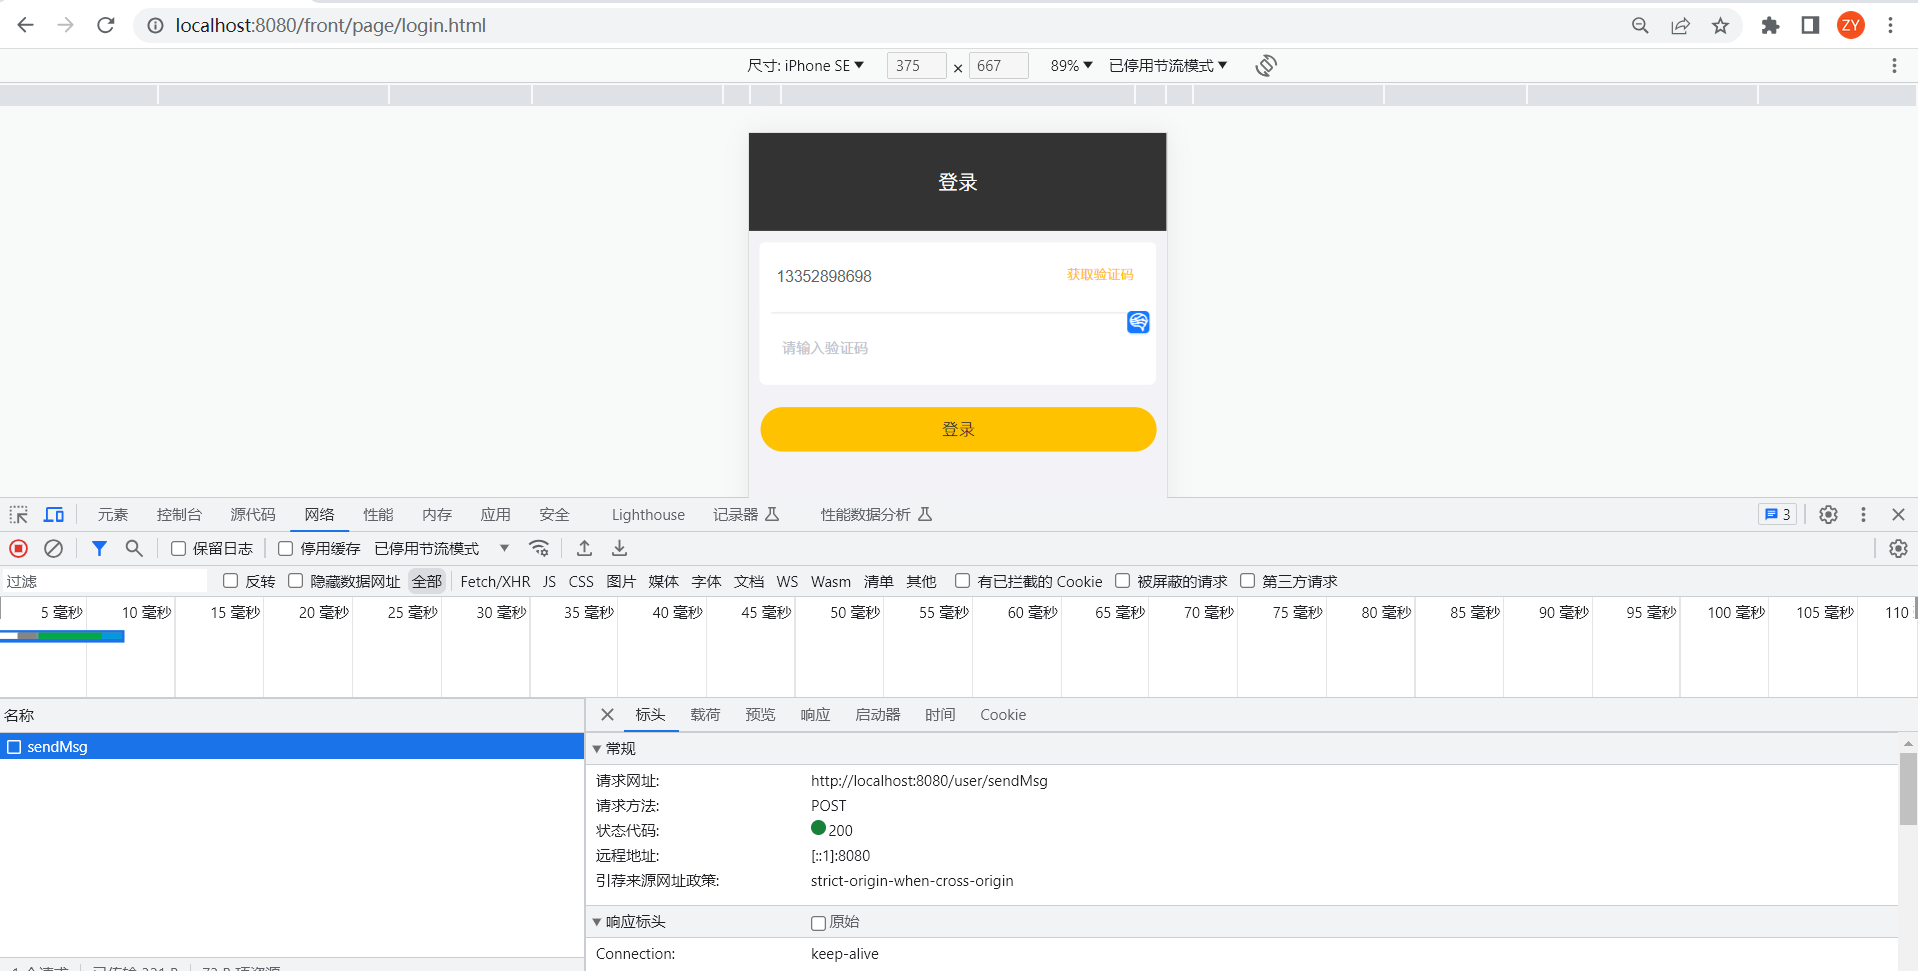 localhost:8080/front/page/login.html
ZY
尺寸: iPhone SE 375 × 667 89% 已停用节流模式
登录
13352898698 获取验证码
请输入验证码
登录
元素 控制台 源代码 网络 性能 内存 应用 安全 Lighthouse 记录器 性能数据分析 3
保留日志 停用缓存 已停用节流模式
过滤 反转 隐藏数据网址 全部 Fetch/XHR JS CSS 图片 媒体 字体 文档 WS Wasm 清单 其他 有已拦截的 Cookie 被屏蔽的请求 第三方请求
5 毫秒 10 毫秒 15 毫秒 20 毫秒 25 毫秒 30 毫秒 35 毫秒 40 毫秒 45 毫秒 50 毫秒 55 毫秒 60 毫秒 65 毫秒 70 毫秒 75 毫秒 80 毫秒 85 毫秒 90 毫秒 95 毫秒 100 毫秒 105 毫秒 110
名称
sendMsg
标头 载荷 预览 响应 启动器 时间 Cookie
常规
请求网址: http://localhost:8080/user/sendMsg
请求方法: POST
状态代码: 200
远程地址: [::1]:8080
引荐来源网址政策: strict-origin-when-cross-origin
响应标头 原始
Connection: keep-alive